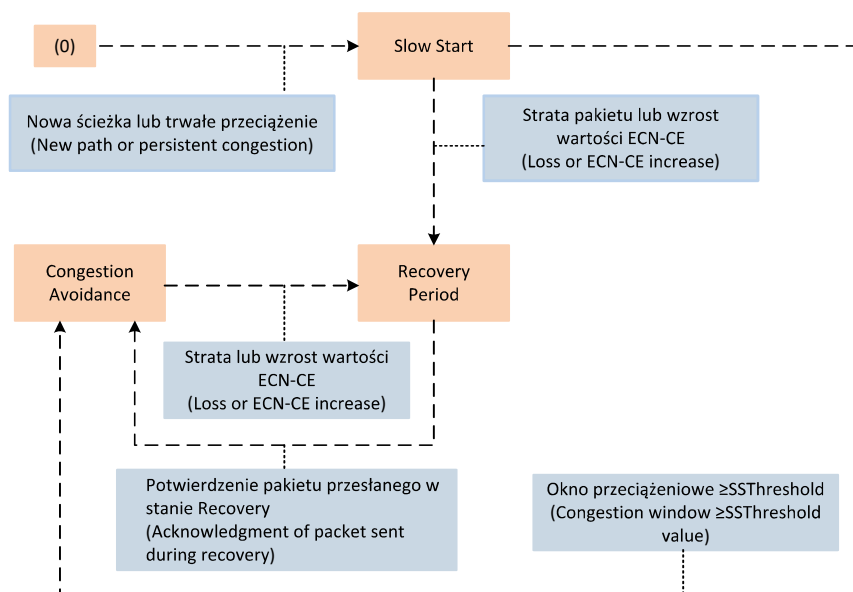 (0)
Slow Start
Nowa ścieżka lub trwałe przeciążenie
(New path or persistent congestion)
Strata pakietu lub wzrost
wartości ECN-CE
(Loss or ECN-CE increase)
Congestion
Avoidance
Recovery
Period
Strata lub wzrost wartości
ECN-CE
(Loss or ECN-CE increase)
Potwierdzenie pakietu przesłanego w
stanie Recovery
(Acknowledgment of packet sent
during recovery)
Okno przeciążeniowe ≥SSThreshold
(Congestion window ≥SSThreshold
value)